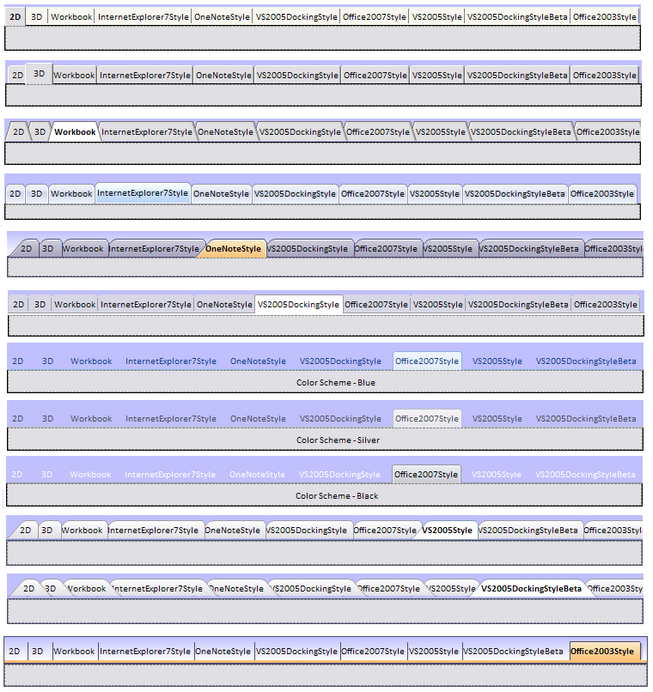 2D 3D Workbook InternetExplorer7Style OneNoteStyle VS2005DockingStyle Office2007Style VS2005Style VS2005DockingStyleBeta Office2003Style
2D 3D Workbook InternetExplorer7Style OneNoteStyle VS2005DockingStyle Office2007Style VS2005Style VS2005DockingStyleBeta Office2003Style
2D 3D Workbook InternetExplorer7Style OneNoteStyle VS2005DockingStyle Office2007Style VS2005Style VS2005DockingStyleBeta Office2003Style
2D 3D Workbook InternetExplorer7Style OneNoteStyle VS2005DockingStyle Office2007Style VS2005Style VS2005DockingStyleBeta Office2003Style
2D 3D Workbook InternetExplorer7Style OneNoteStyle VS2005DockingStyle Office2007Style VS2005Style VS2005DockingStyleBeta Office2003Styl
2D 3D Workbook InternetExplorer7Style OneNoteStyle VS2005DockingStyle Office2007Style VS2005Style VS2005DockingStyleBeta Office2003Style
2D 3D Workbook InternetExplorer7Style OneNoteStyle VS2005DockingStyle Office2007Style VS2005Style VS2005DockingStyleBeta
Color Scheme - Blue
2D 3D Workbook InternetExplorer7Style OneNoteStyle VS2005DockingStyle Office2007Style VS2005Style VS2005DockingStyleBeta
Color Scheme - Silver
2D 3D Workbook InternetExplorer7Style OneNoteStyle VS2005DockingStyle Office2007Style VS2005Style VS2005DockingStyleBeta
Color Scheme - Black
2D 3D Workbook InternetExplorer7Style OneNoteStyle VS2005DockingStyle Office2007Style VS2005Style VS2005DockingStyleBeta Office2003Sty
2D 3D Workbook InternetExplorer7Style OneNoteStyle VS2005DockingStyle Office2007Style VS2005Style VS2005DockingStyleBeta Office2003St
2D 3D Workbook InternetExplorer7Style OneNoteStyle VS2005DockingStyle Office2007Style VS2005Style VS2005DockingStyleBeta Office2003Style